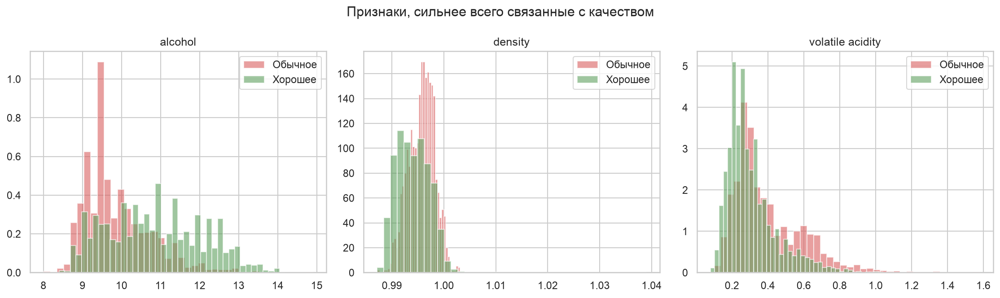 Признаки, сильнее всего связанные с качеством
alcohol
Обычное
Хорошее
1.0
0.8
0.6
0.4
0.2
0.0
8 9 10 11 12 13 14 15
density
Обычное
Хорошее
160
140
120
100
80
60
40
20
0
0.99 1.00 1.01 1.02 1.03 1.04
volatile acidity
Обычное
Хорошее
5
4
3
2
1
0
0.2 0.4 0.6 0.8 1.0 1.2 1.4 1.6